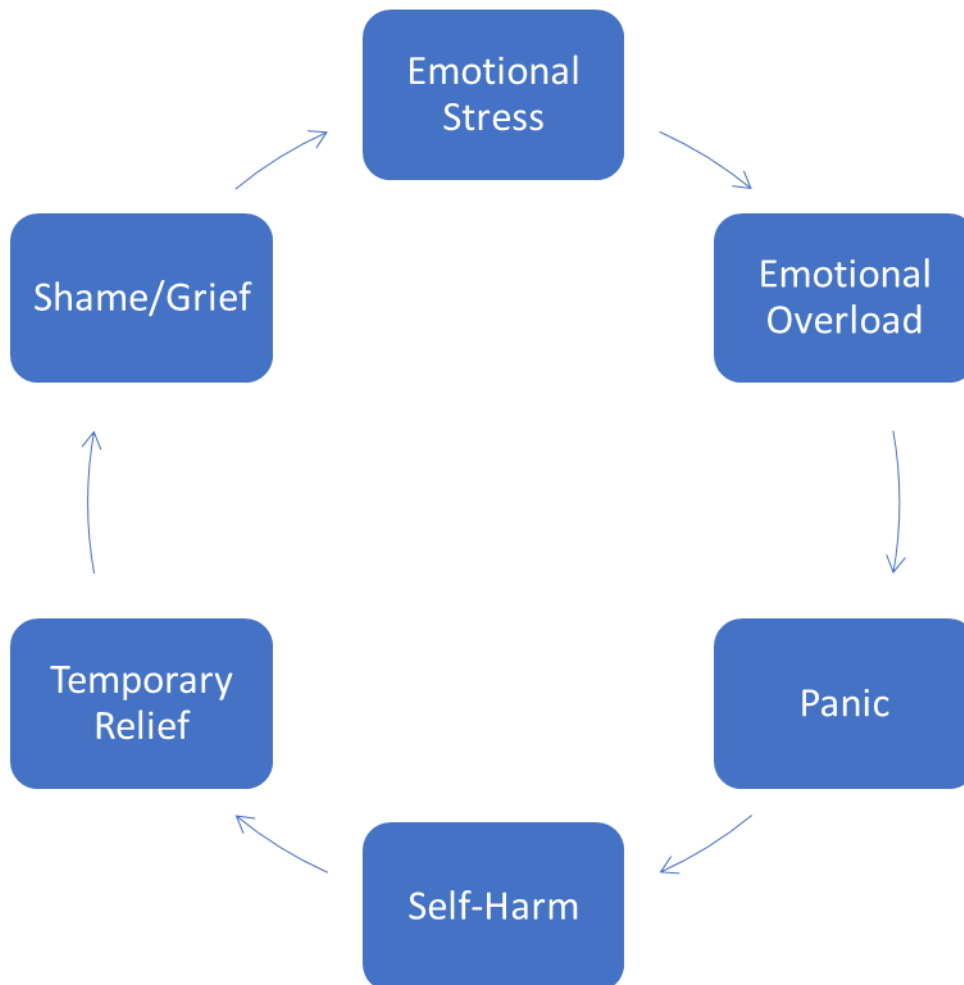 Emotional
Stress
Emotional
Overload
Panic
Self-Harm
Temporary
Relief
Shame/Grief